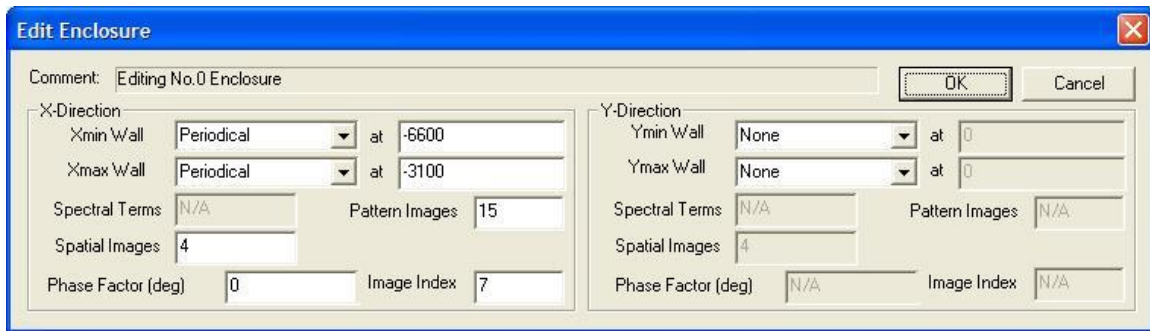 Edit Enclosure
Comment: Editing No.0 Enclosure
OK
Cancel
X-Direction
Xmin Wall Periodical at -6600
Xmax Wall Periodical at -3100
Spectral Terms N/A Pattern Images 15
Spatial Images 4
Phase Factor (deg) 0 Image Index 7
Y-Direction
Ymin Wall None at 0
Ymax Wall None at 0
Spectral Terms N/A Pattern Images N/A
Spatial Images 4
Phase Factor (deg) N/A Image Index N/A